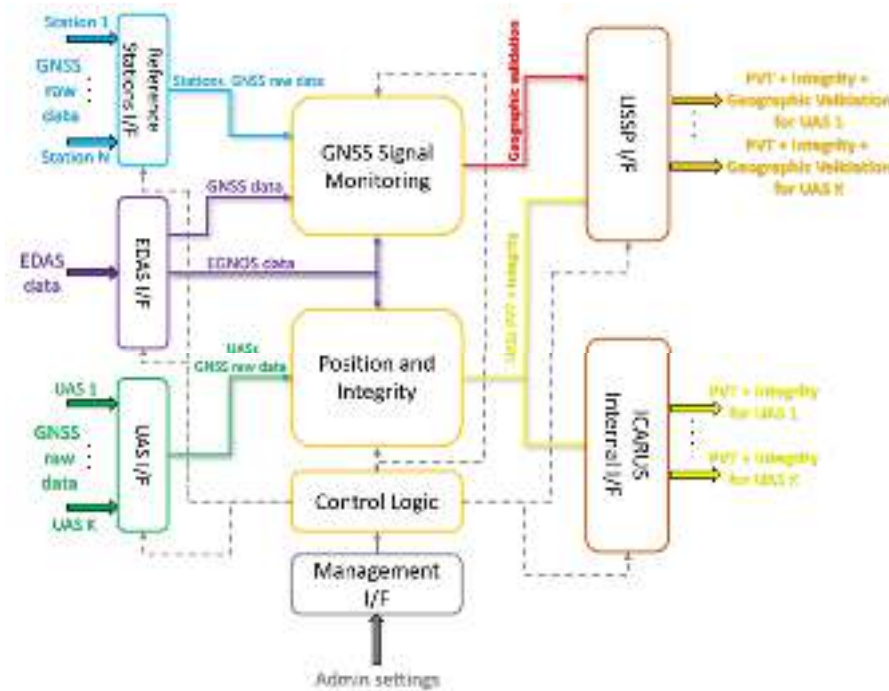 Station 1
GNSS
raw
data
Station N
Reference
Stations I/F
Stations, GNSS raw data
GNSS Signal
Monitoring
Geographic validation
USSP I/F
PVT + Integrity +
Geographic Validation
for UAS 1
PVT + Integrity +
Geographic Validation
for UAS K
EDAS
data
EDAS I/F
GNSS data
EGNOS data
UAS 1
GNSS
raw
data
UAS K
UAS I/F
UASs
GNSS raw data
Position and
Integrity
UASs PVT + Integrity
ICARUS
Internal I/F
PVT + Integrity
for UAS 1
PVT + Integrity
for UAS K
Control Logic
Management
I/F
Admin settings